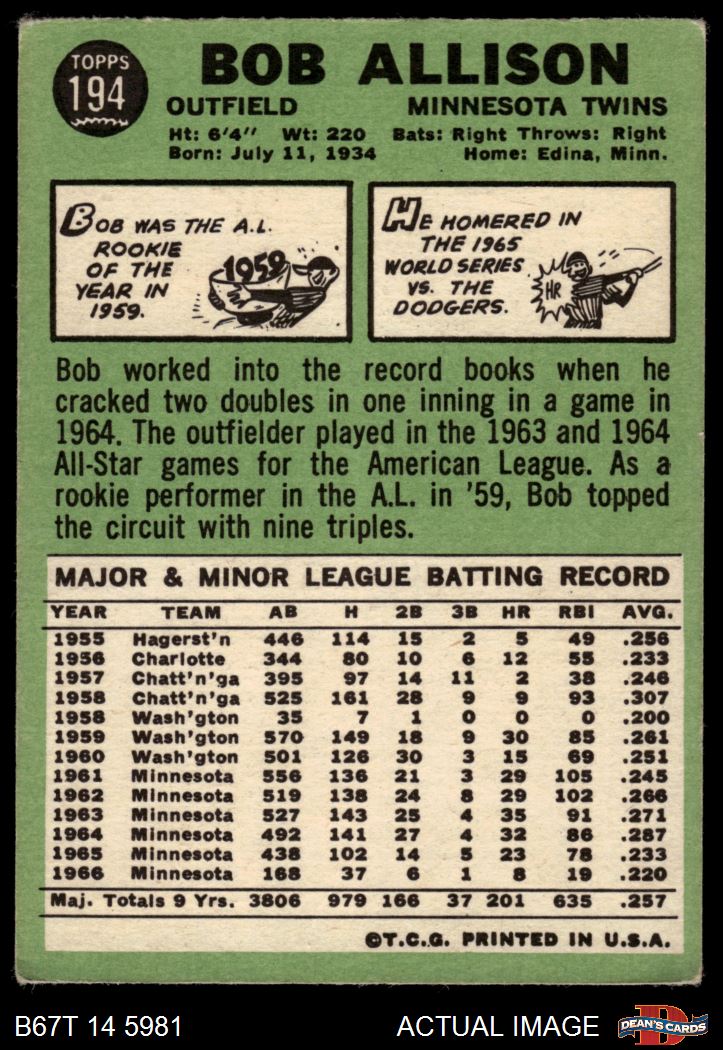 TOPPS
194
BOB ALLISON
OUTFIELD MINNESOTA TWINS
Ht: 6'4" Wt: 220 Bats: Right Throws: Right
Born: July 11, 1934 Home: Edina, Minn.
BOB WAS THE A.L.
ROOKIE
OF THE
YEAR IN
1959.
1959
HE HOMERED IN
THE 1965
WORLD SERIES
VS. THE
DODGERS.
HR
Bob worked into the record books when he
cracked two doubles in one inning in a game in
1964. The outfielder played in the 1963 and 1964
All-Star games for the American League. As a
rookie performer in the A.L. in '59, Bob topped
the circuit with nine triples.
MAJOR & MINOR LEAGUE BATTING RECORD
YEAR TEAM AB H 2B 3B HR RBI AVG.
1955 Hagerst'n 446 114 15 2 5 49 .256
1956 Charlotte 344 80 10 6 12 55 .233
1957 Chatt'n'ga 395 97 14 11 2 38 .246
1958 Chatt'n'ga 525 161 28 9 9 93 .307
1958 Wash'gton 35 7 1 0 0 0 .200
1959 Wash'gton 570 149 18 9 30 85 .261
1960 Wash'gton 501 126 30 3 15 69 .251
1961 Minnesota 556 136 21 3 29 105 .245
1962 Minnesota 519 138 24 8 29 102 .266
1963 Minnesota 527 143 25 4 35 91 .271
1964 Minnesota 492 141 27 4 32 86 .287
1965 Minnesota 438 102 14 5 23 78 .233
1966 Minnesota 168 37 6 1 8 19 .220
Maj. Totals 9 Yrs. 3806 979 166 37 201 635 .257
©T.C.G. PRINTED IN U.S.A.
B67T 14 5981 ACTUAL IMAGE
D
DEAN'S CARDS